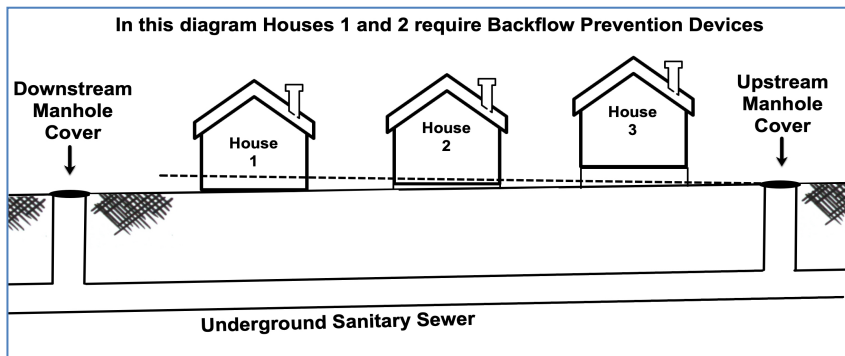 In this diagram Houses 1 and 2 require Backflow Prevention Devices
Downstream
Manhole
Cover
House
1
House
2
House
3
Upstream
Manhole
Cover
Underground Sanitary Sewer